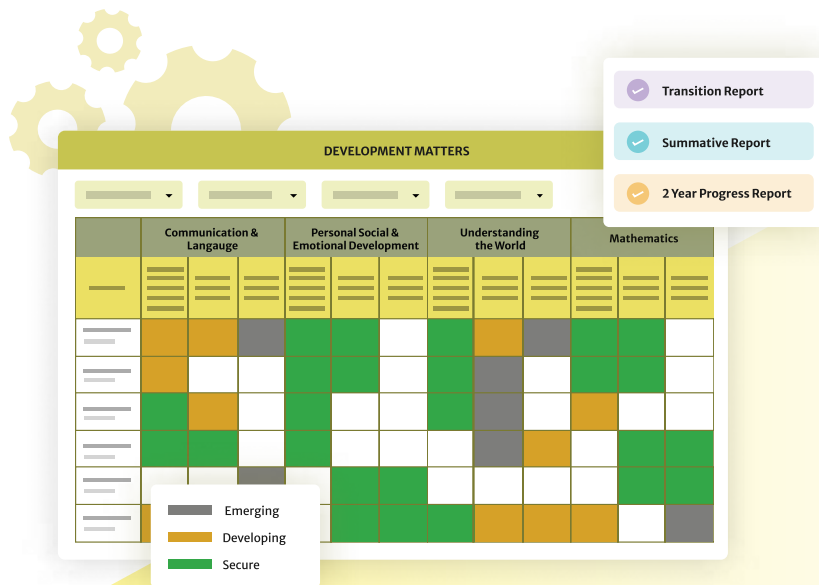 Transition Report
Summative Report
2 Year Progress Report
DEVELOPMENT MATTERS
Communication &
Langauge
Personal Social &
Emotional Development
Understanding
the World
Mathematics
Emerging
Developing
Secure